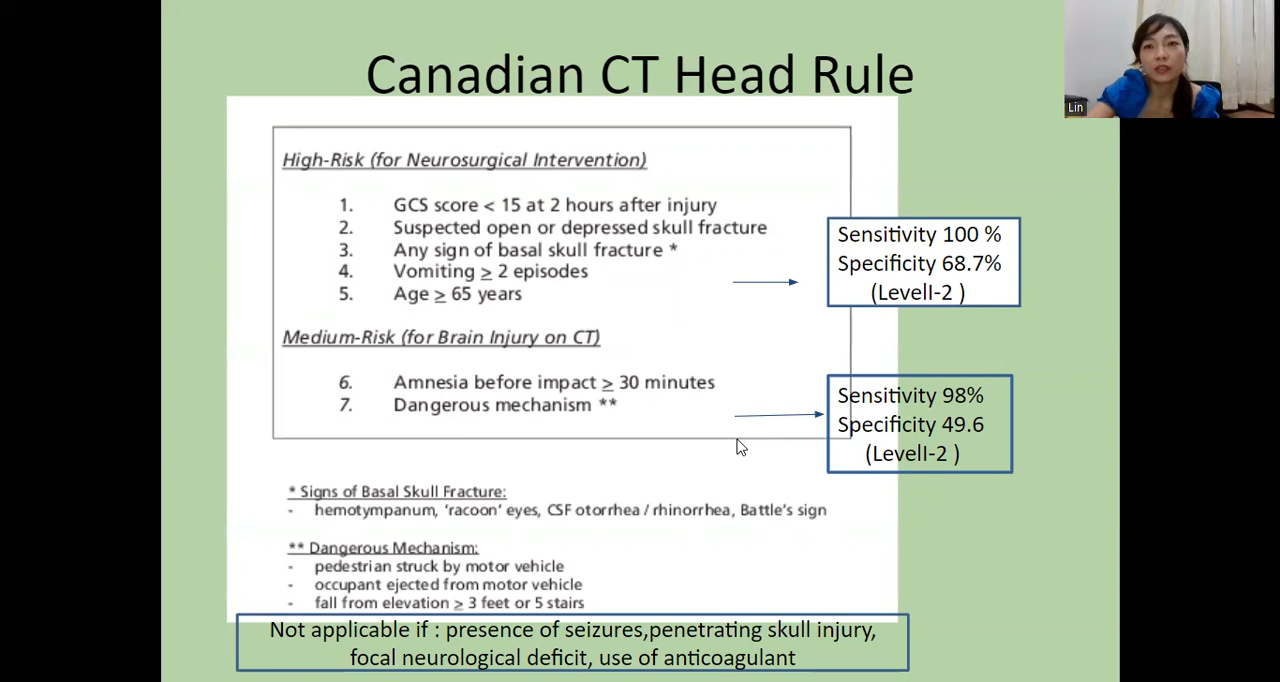 Canadian CT Head Rule
Lin
High-Risk (for Neurosurgical Intervention)
1. GCS score < 15 at 2 hours after injury
2. Suspected open or depressed skull fracture
3. Any sign of basal skull fracture *
4. Vomiting ≥ 2 episodes
5. Age ≥ 65 years
Sensitivity 100 %
Specificity 68.7%
(LevelI-2 )
Medium-Risk (for Brain Injury on CT)
6. Amnesia before impact ≥ 30 minutes
7. Dangerous mechanism **
Sensitivity 98%
Specificity 49.6
(LevelI-2 )
* Signs of Basal Skull Fracture:
- hemotympanum, ‘racoon’ eyes, CSF otorrhea / rhinorrhea, Battle’s sign
** Dangerous Mechanism:
- pedestrian struck by motor vehicle
- occupant ejected from motor vehicle
- fall from elevation ≥ 3 feet or 5 stairs
Not applicable if : presence of seizures,penetrating skull injury,
focal neurological deficit, use of anticoagulant